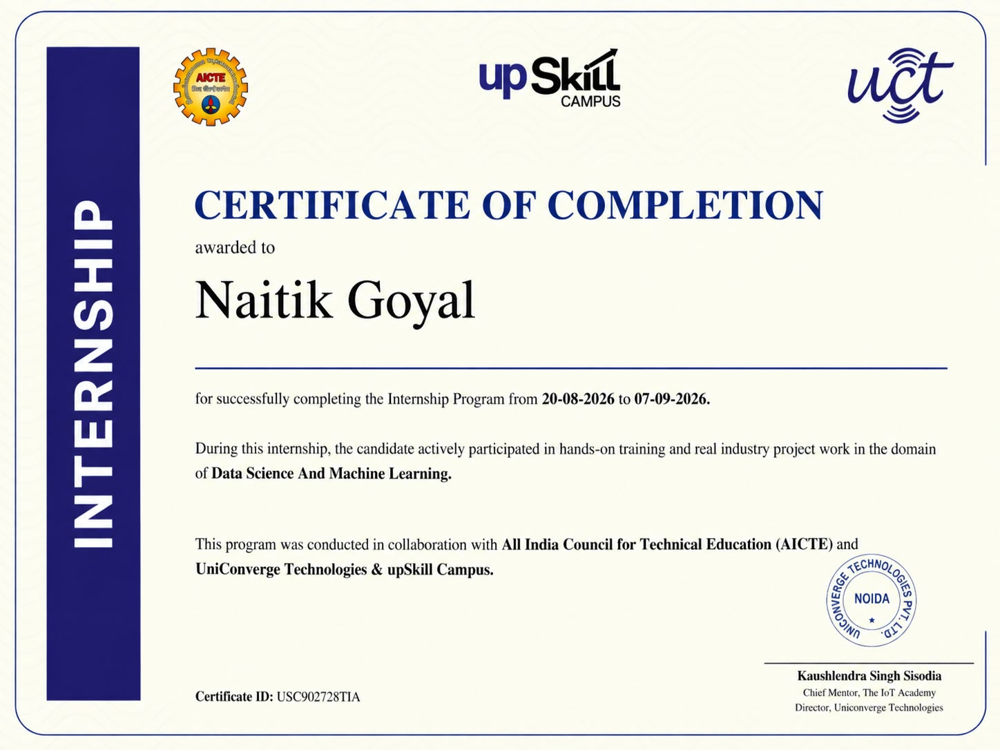 AICTE
upSkill
CAMPUS
uct
INTERNSHIP
CERTIFICATE OF COMPLETION
awarded to
Naitik Goyal
for successfully completing the Internship Program from 20-08-2026 to 07-09-2026.
During this internship, the candidate actively participated in hands-on training and real industry project work in the domain
of Data Science And Machine Learning.
This program was conducted in collaboration with All India Council for Technical Education (AICTE) and
UniConverge Technologies & upSkill Campus.
UNICONVERGE TECHNOLOGIES PVT. LTD.
NOIDA
Kaushlendra Singh Sisodia
Chief Mentor, The IoT Academy
Director, Uniconverge Technologies
Certificate ID: USC902728TIA